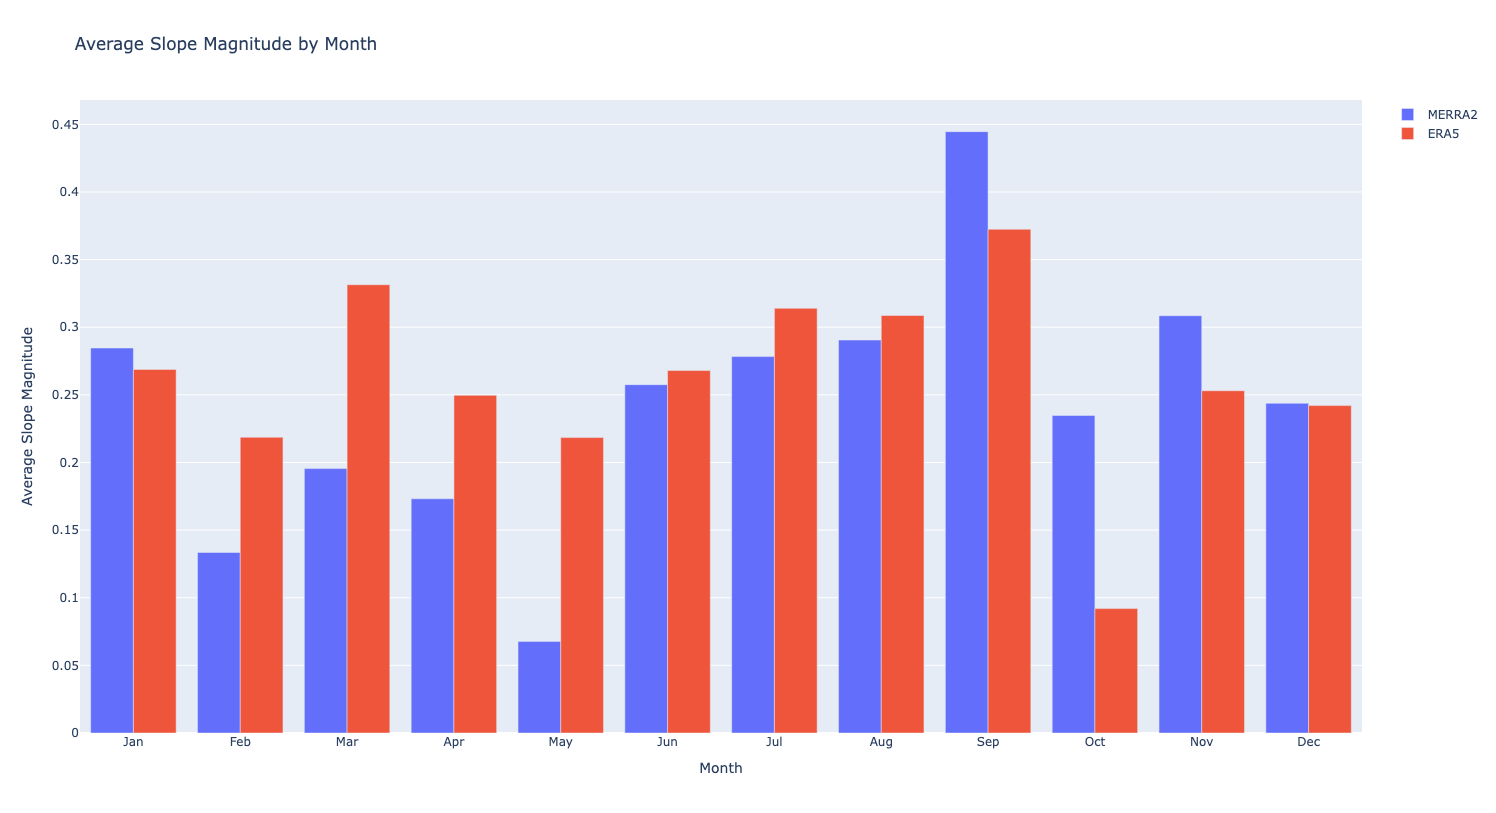 Average Slope Magnitude by Month
MERRA2
ERA5
Average Slope Magnitude
0.45
0.4
0.35
0.3
0.25
0.2
0.15
0.1
0.05
0
Jan Feb Mar Apr May Jun Jul Aug Sep Oct Nov Dec
Month